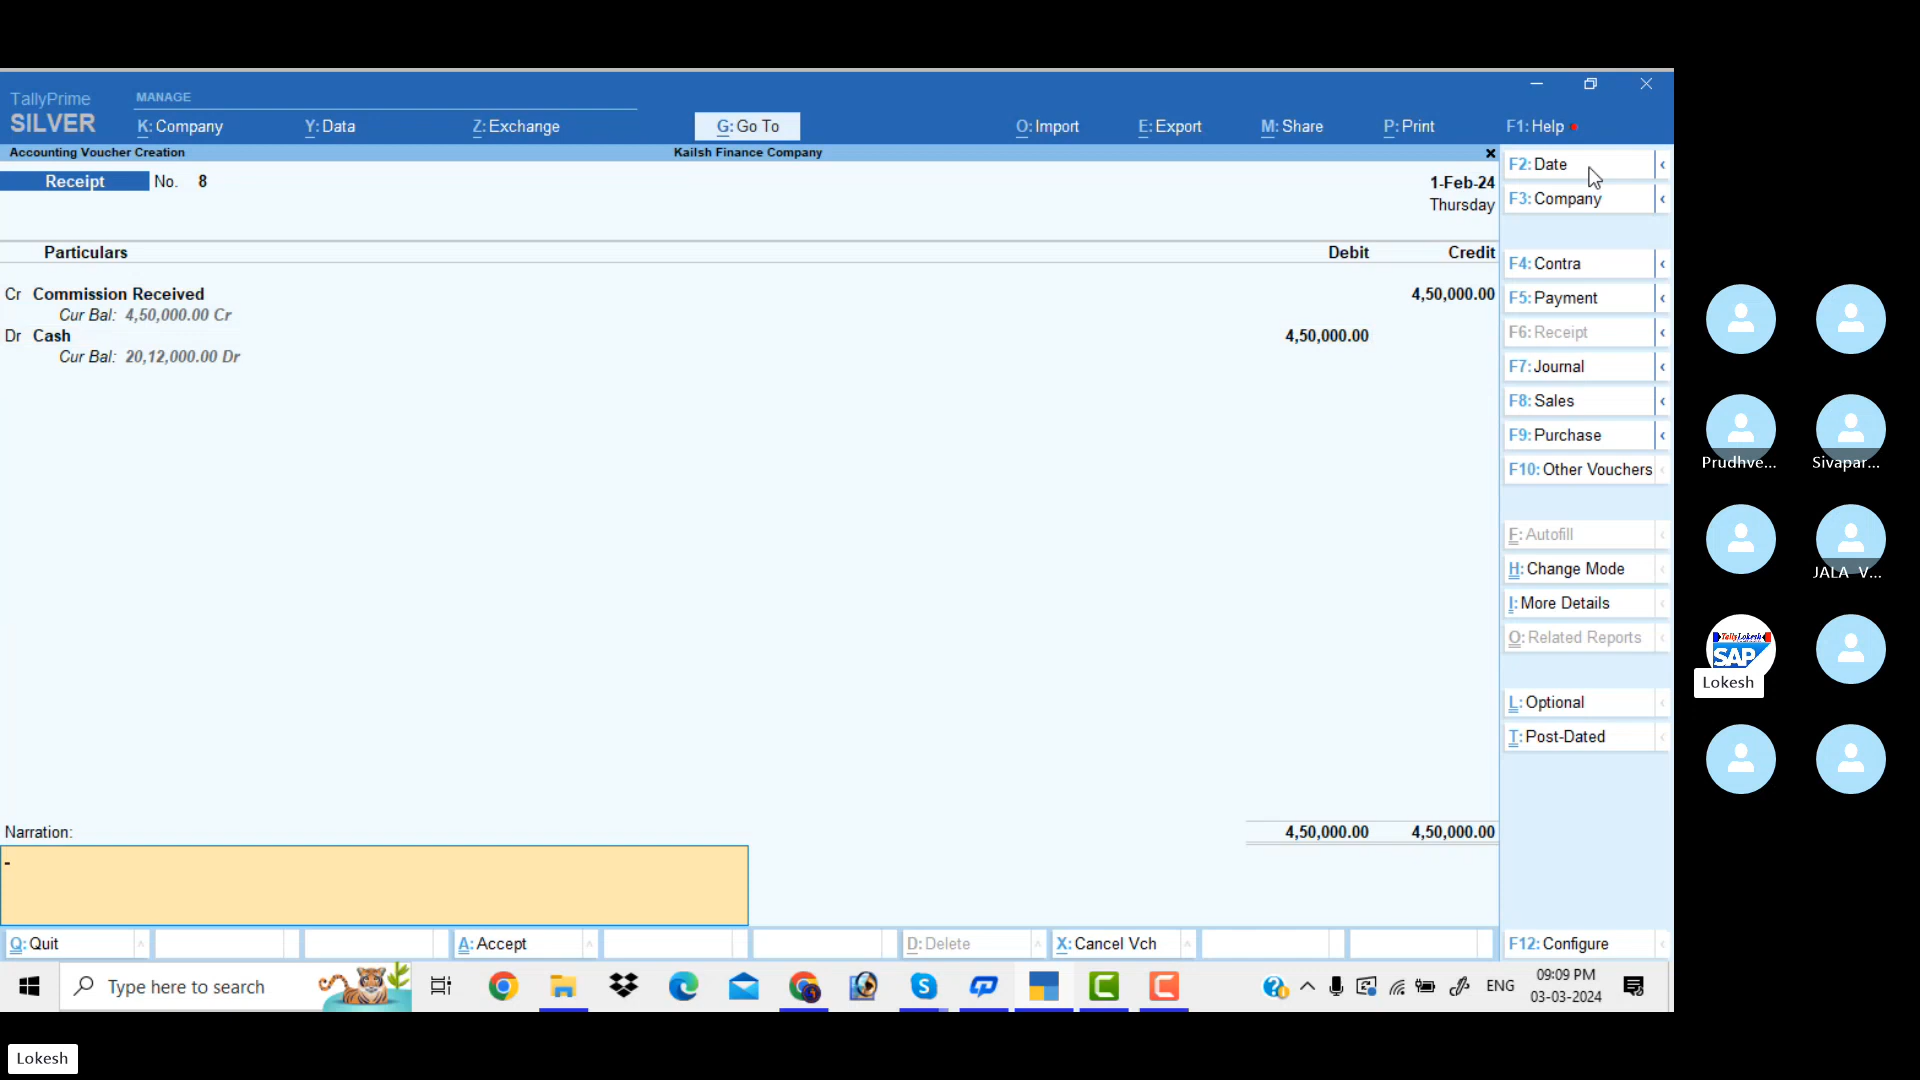 TallyPrime
SILVER
MANAGE
K: Company
Y: Data
Z: Exchange
G: Go To
O: Import
E: Export
M: Share
P: Print
F1: Help
Accounting Voucher Creation
Kailsh Finance Company
Receipt No. 8
1-Feb-24
Thursday
Particulars Debit Credit
Cr Commission Received 4,50,000.00
Cur Bal: 4,50,000.00 Cr
Dr Cash 4,50,000.00
Cur Bal: 20,12,000.00 Dr
Narration: 4,50,000.00 4,50,000.00
Q: Quit
A: Accept
D: Delete
X: Cancel Vch
F2: Date
F3: Company
F4: Contra
F5: Payment
F6: Receipt
F7: Journal
F8: Sales
F9: Purchase
F10: Other Vouchers
F: Autofill
H: Change Mode
I: More Details
O: Related Reports
L: Optional
T: Post-Dated
F12: Configure
Type here to search
ENG
09:09 PM
03-03-2024
Prudhve...
Sivapar...
JALA V...
TallyLokesh
SAP
Lokesh
Lokesh